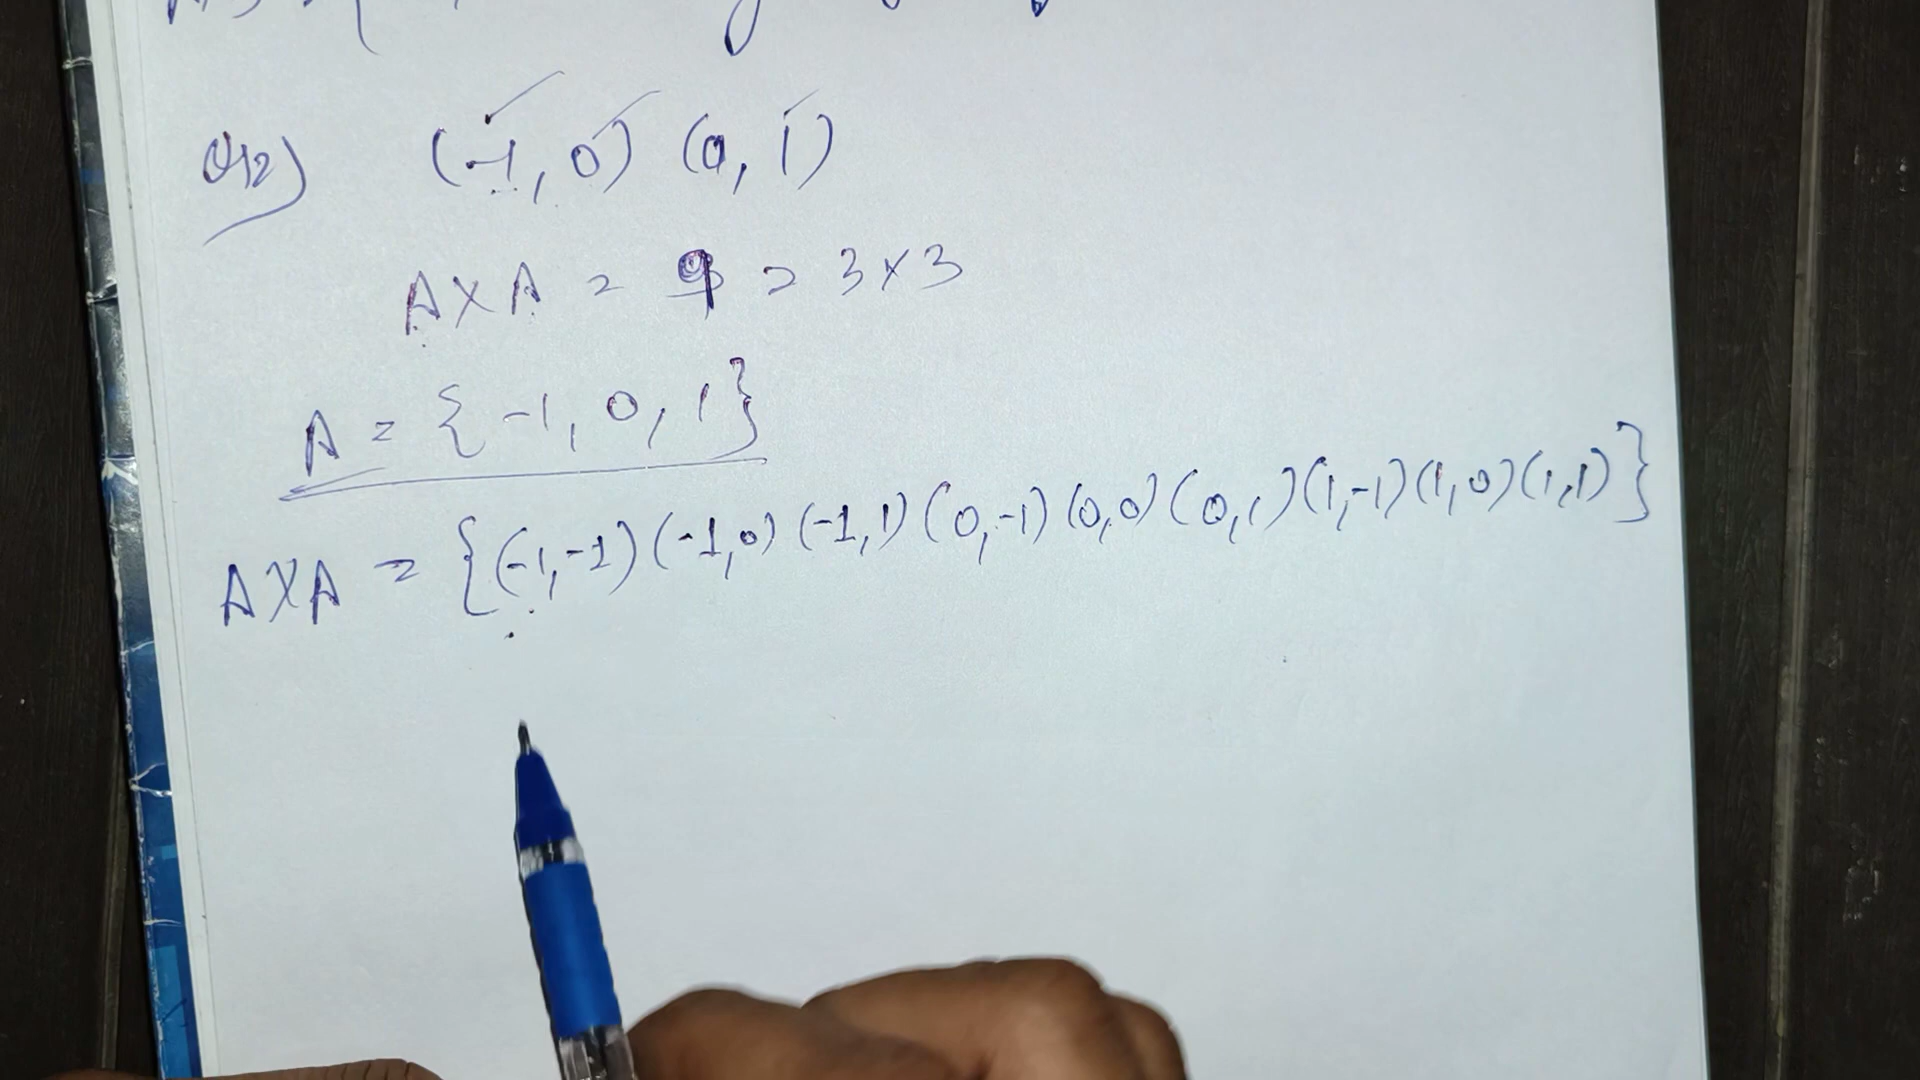 Q12) (-1, 0) (0, 1)
A X A = 9 = 3 x 3
A = { -1, 0, 1 }
A X A = { (-1, -1) (-1, 0) (-1, 1) (0, -1) (0, 0) (0, 1) (1, -1) (1, 0) (1, 1) }